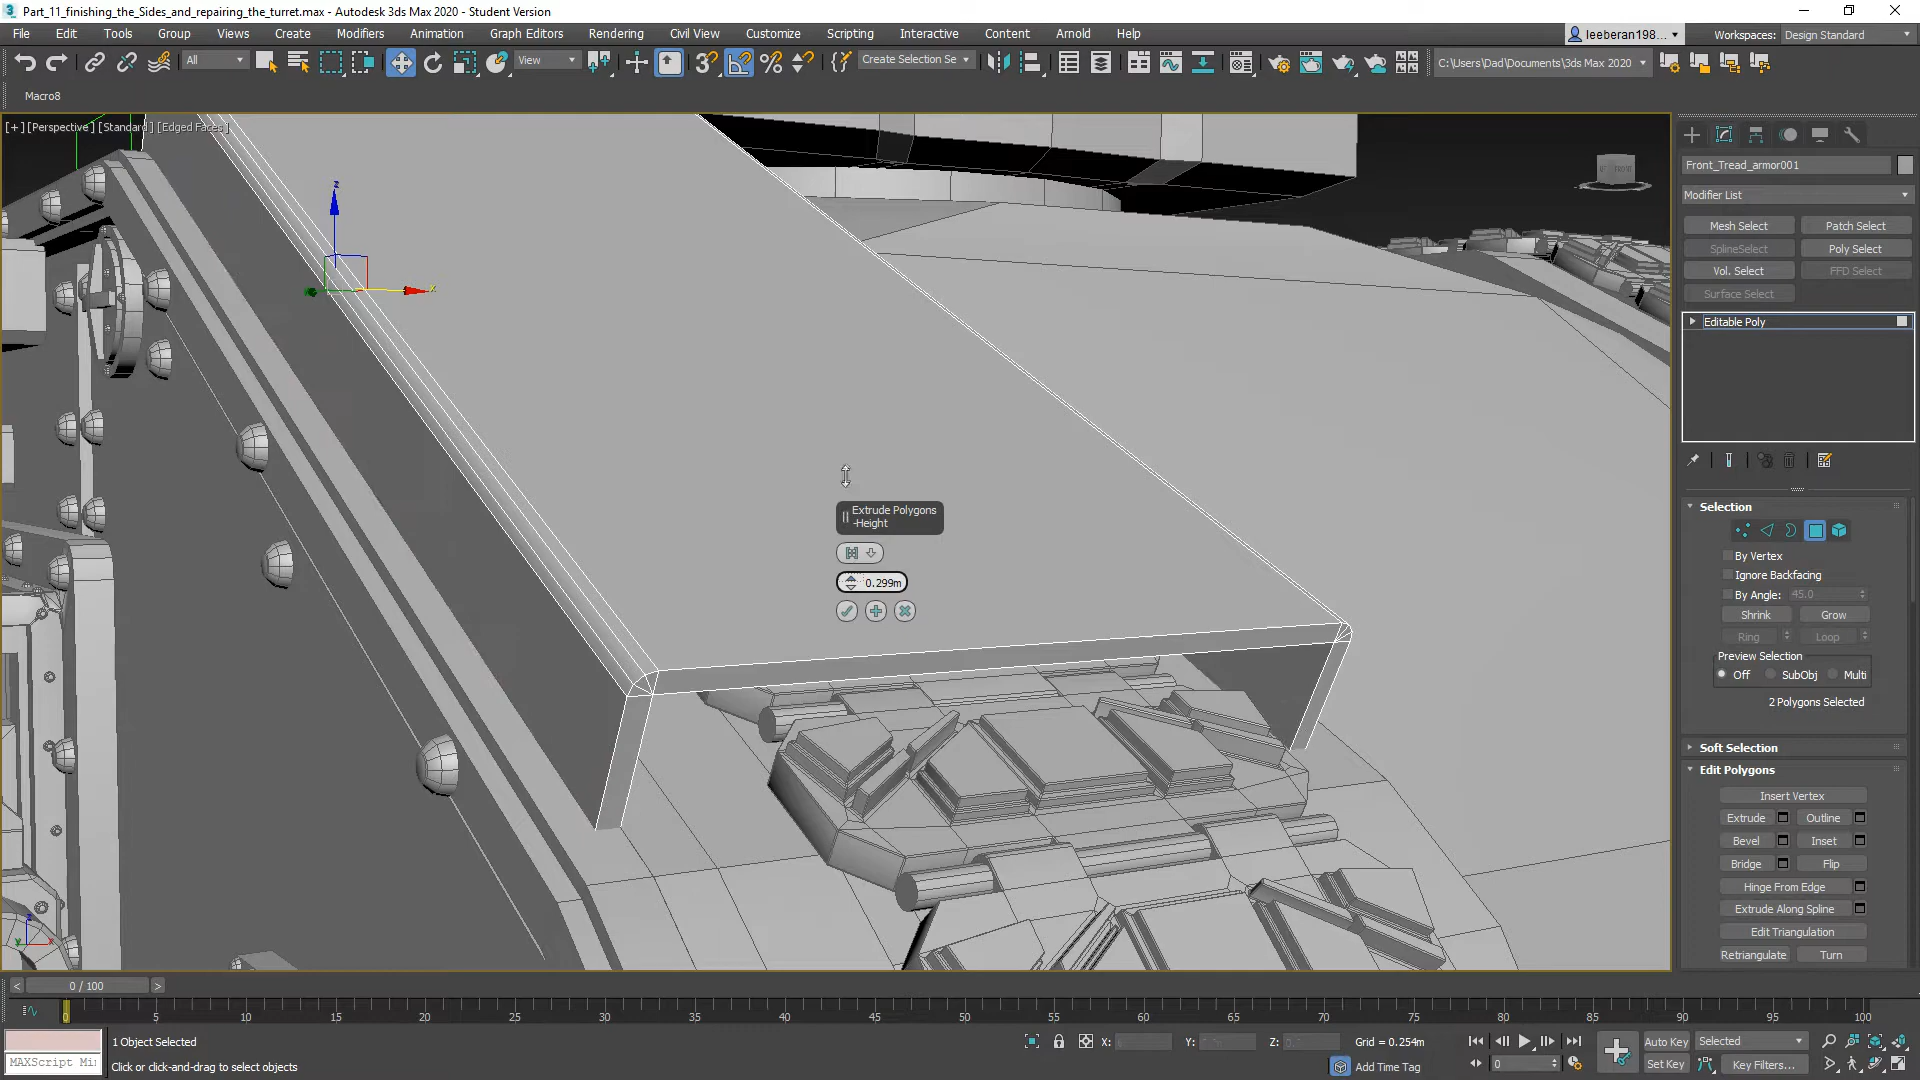 Part_11_finishing_the_Sides_and_repairing_the_turret.max - Autodesk 3ds Max 2020 - Student Version
File Edit Tools Group Views Create Modifiers Animation Graph Editors Rendering Civil View Customize Scripting Interactive Content Arnold Help
leeberan198... Workspaces: Design Standard
All View Create Selection Se C:\Users\Dad\Documents\3ds Max 2020
Macro8
[+] [Perspective] [Standard] [Edged Faces]
Front_Tread_armor001
Modifier List
Mesh Select Patch Select
SplineSelect Poly Select
Vol. Select FFD Select
Surface Select
Editable Poly
Extrude Polygons
-Height
0.299m
Selection
By Vertex
Ignore Backfacing
By Angle: 45.0
Shrink Grow
Ring Loop
Preview Selection
Off SubObj Multi
2 Polygons Selected
Soft Selection
Edit Polygons
Insert Vertex
Extrude Outline
Bevel Inset
Bridge Flip
Hinge From Edge
Extrude Along Spline
Edit Triangulation
Retriangulate Turn
z
x
z
y x
< 0 / 100 >
0 5 10 15 20 25 30 35 40 45 50 55 60 65 70 75 80 85 90 95 100
1 Object Selected
X: Y: Z: Grid = 0.254m
Auto Key Selected
MAXScript Mi
Click or click-and-drag to select objects
Add Time Tag
0
Set Key Key Filters...